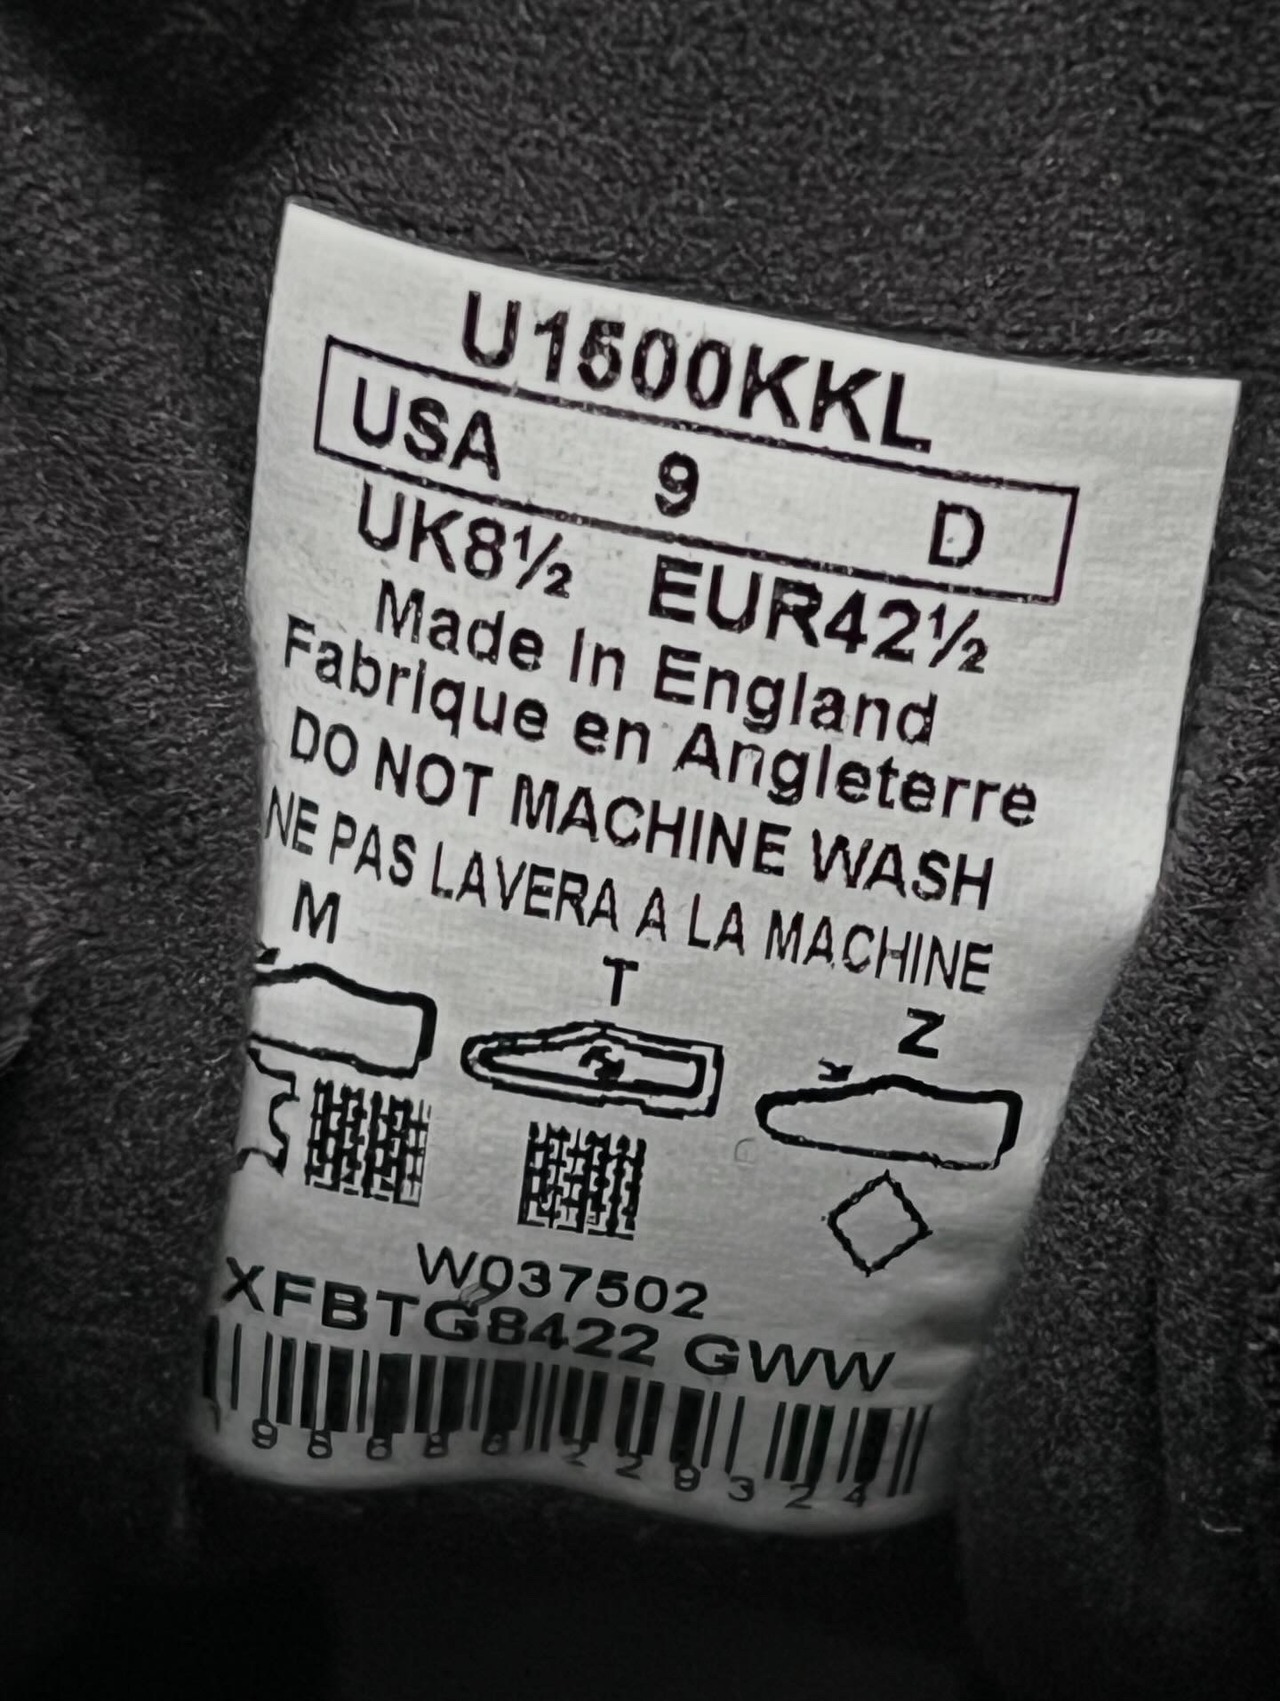 U1500KKL
USA 9 D
UK8½ EUR42½
Made In England
Fabrique en Angleterre
DO NOT MACHINE WASH
NE PAS LAVERA A LA MACHINE
M
T
Z
W037502
XFBTG8422 GWW